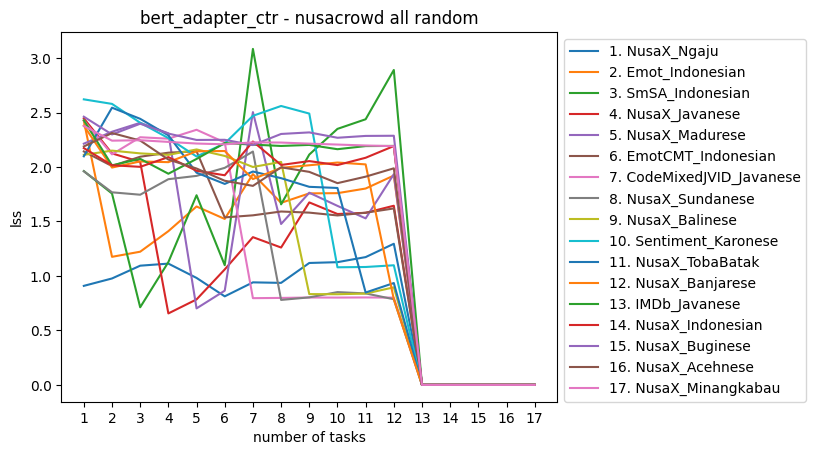 bert_adapter_ctr - nusacrowd all random
3.0
2.5
2.0
1.5
1.0
0.5
0.0
lss
1 2 3 4 5 6 7 8 9 10 11 12 13 14 15 16 17
number of tasks
1. NusaX_Ngaju
2. Emot_Indonesian
3. SmSA_Indonesian
4. NusaX_Javanese
5. NusaX_Madurese
6. EmotCMT_Indonesian
7. CodeMixedJVID_Javanese
8. NusaX_Sundanese
9. NusaX_Balinese
10. Sentiment_Karonese
11. NusaX_TobaBatak
12. NusaX_Banjarese
13. IMDb_Javanese
14. NusaX_Indonesian
15. NusaX_Buginese
16. NusaX_Acehnese
17. NusaX_Minangkabau